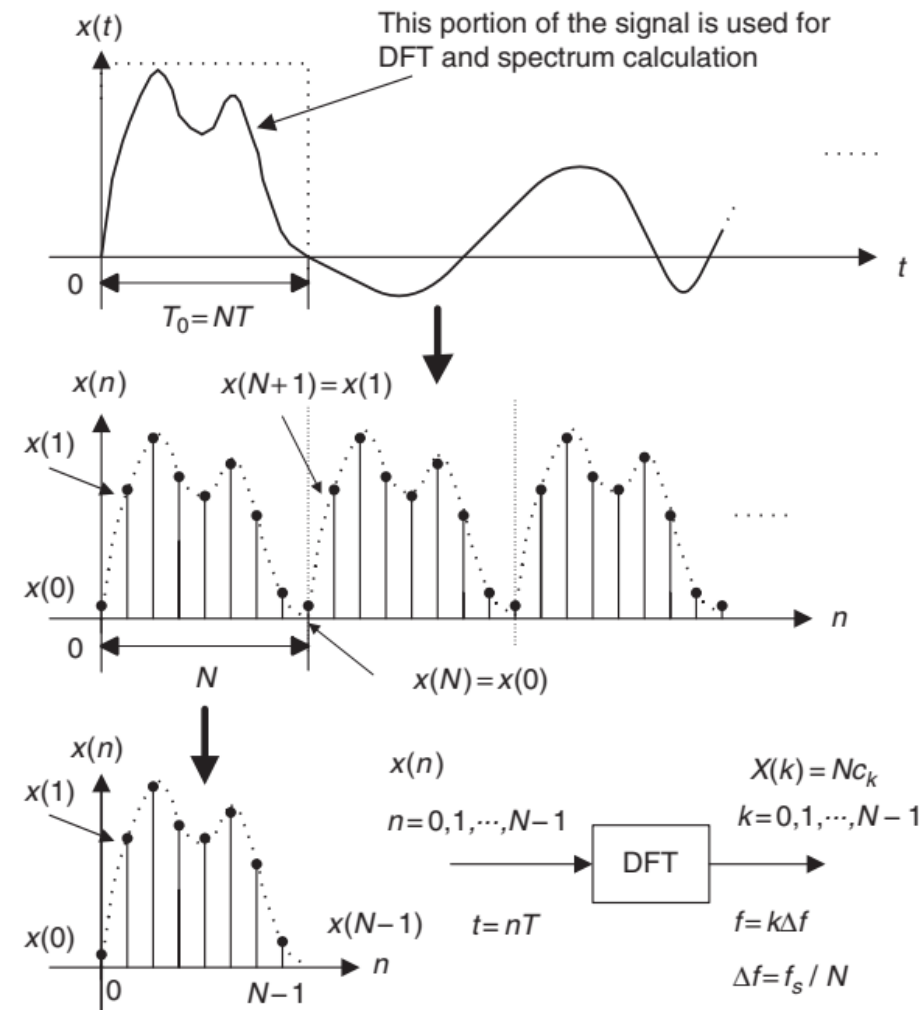 x(t)
This portion of the signal is used for
DFT and spectrum calculation
.....
0
t
T₀=NT
x(n)
x(N+1)=x(1)
x(1)
.....
x(0)
n
0
N
x(N)=x(0)
x(n)
x(1)
x(0)
0
N−1
x(N−1)
n
x(n)
n=0,1,···,N−1
t=nT
DFT
X(k)=Ncₖ
k=0,1,···,N−1
f=kΔf
Δf=fₛ/N